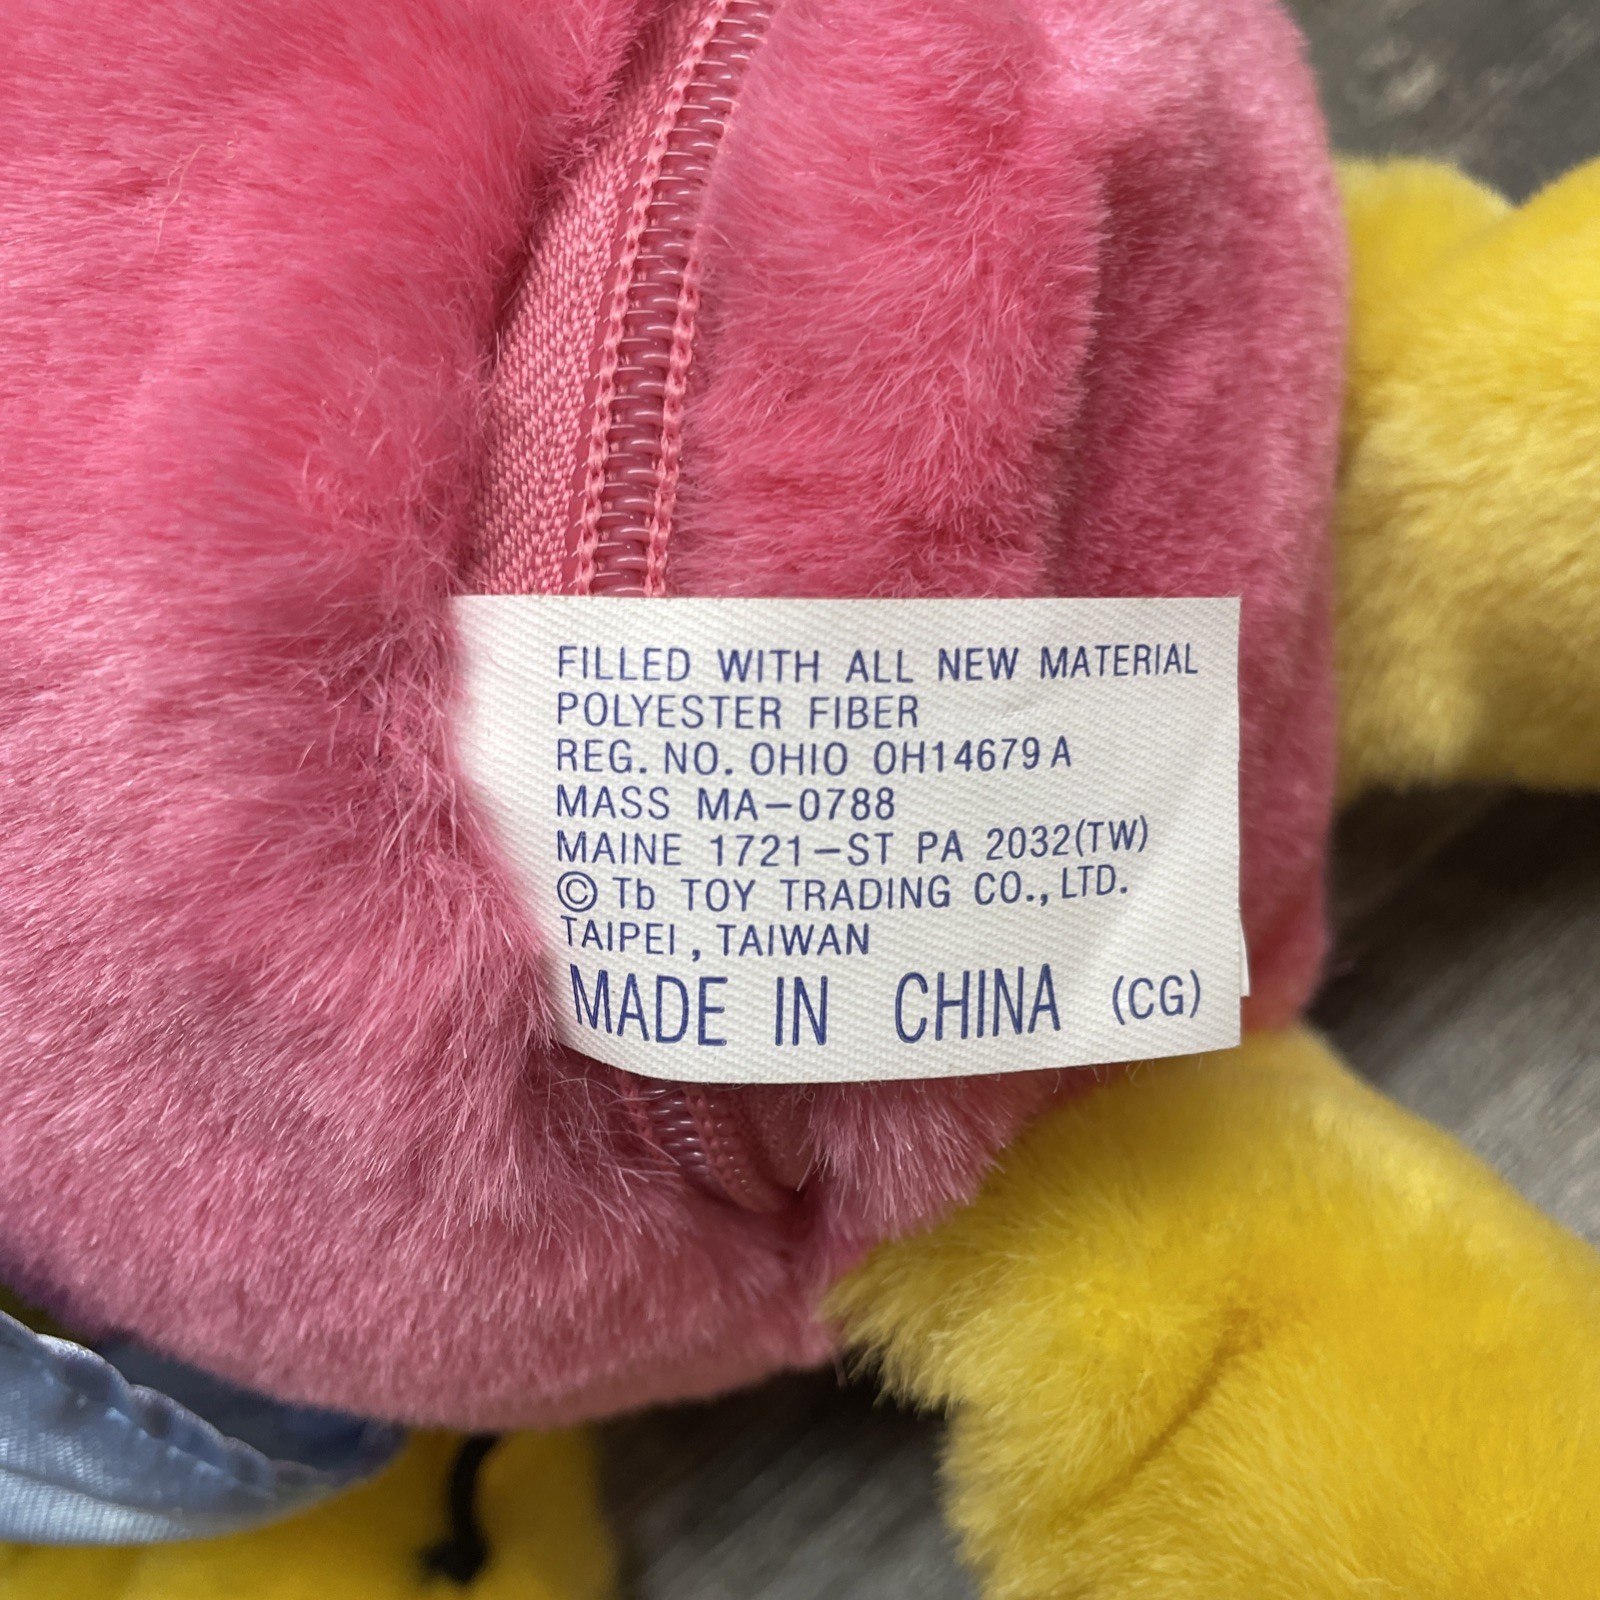 FILLED WITH ALL NEW MATERIAL
POLYESTER FIBER
REG. NO. OHIO OH14679 A
MASS MA-0788
MAINE 1721-ST PA 2032(TW)
© Tb TOY TRADING CO., LTD.
TAIPEI, TAIWAN
MADE IN CHINA (CG)